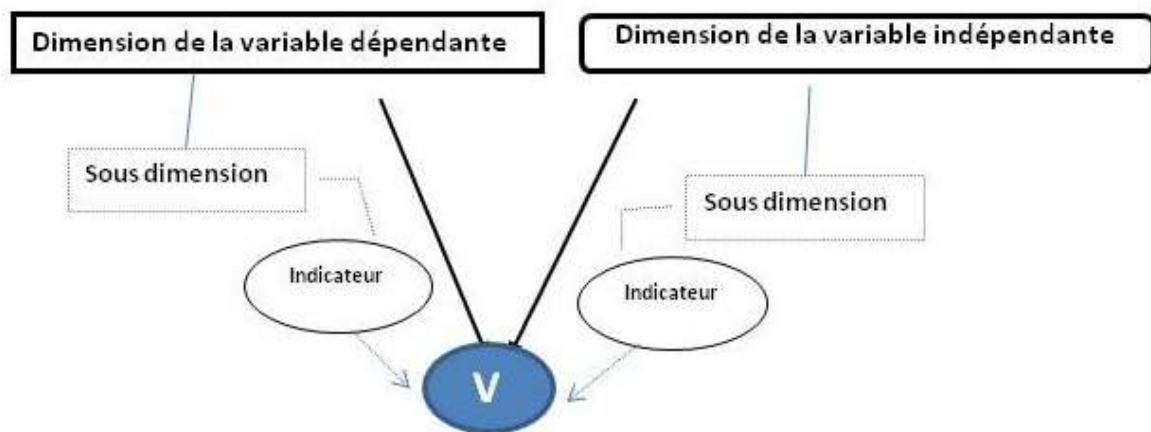 Dimension de la variable dépendante
Dimension de la variable indépendante
Sous dimension
Sous dimension
Indicateur
Indicateur
V